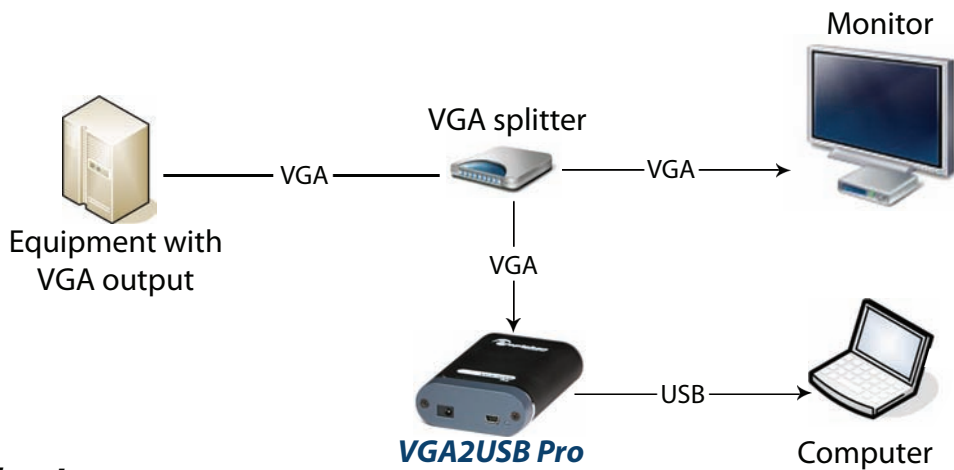 Monitor
VGA splitter
VGA
VGA
Equipment with
VGA output
VGA
USB
VGA2USB Pro
Computer